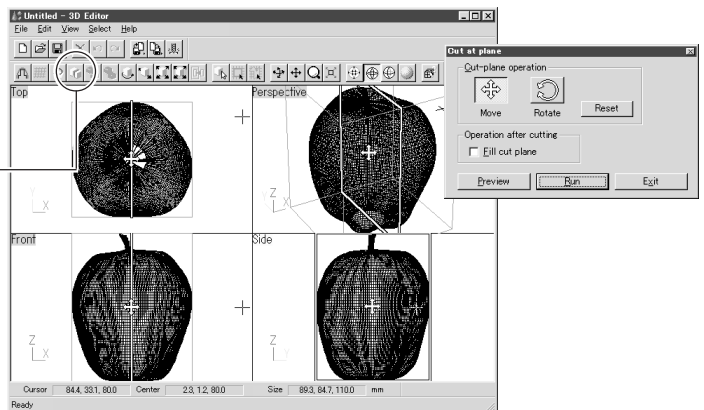 Untitled - 3D Editor
File Edit View Select Help
Top
Perspective
Y
X
Z
X
Front
Side
Z
X
Z
Y
Cursor 84.4, 33.1, 80.0 Center 2.3, 1.2, 80.0 Size 89.3, 84.7, 110.0 mm
Ready
Cut at plane
Cut-plane operation
Move Rotate Reset
Operation after cutting
Fill cut plane
Preview Run Exit